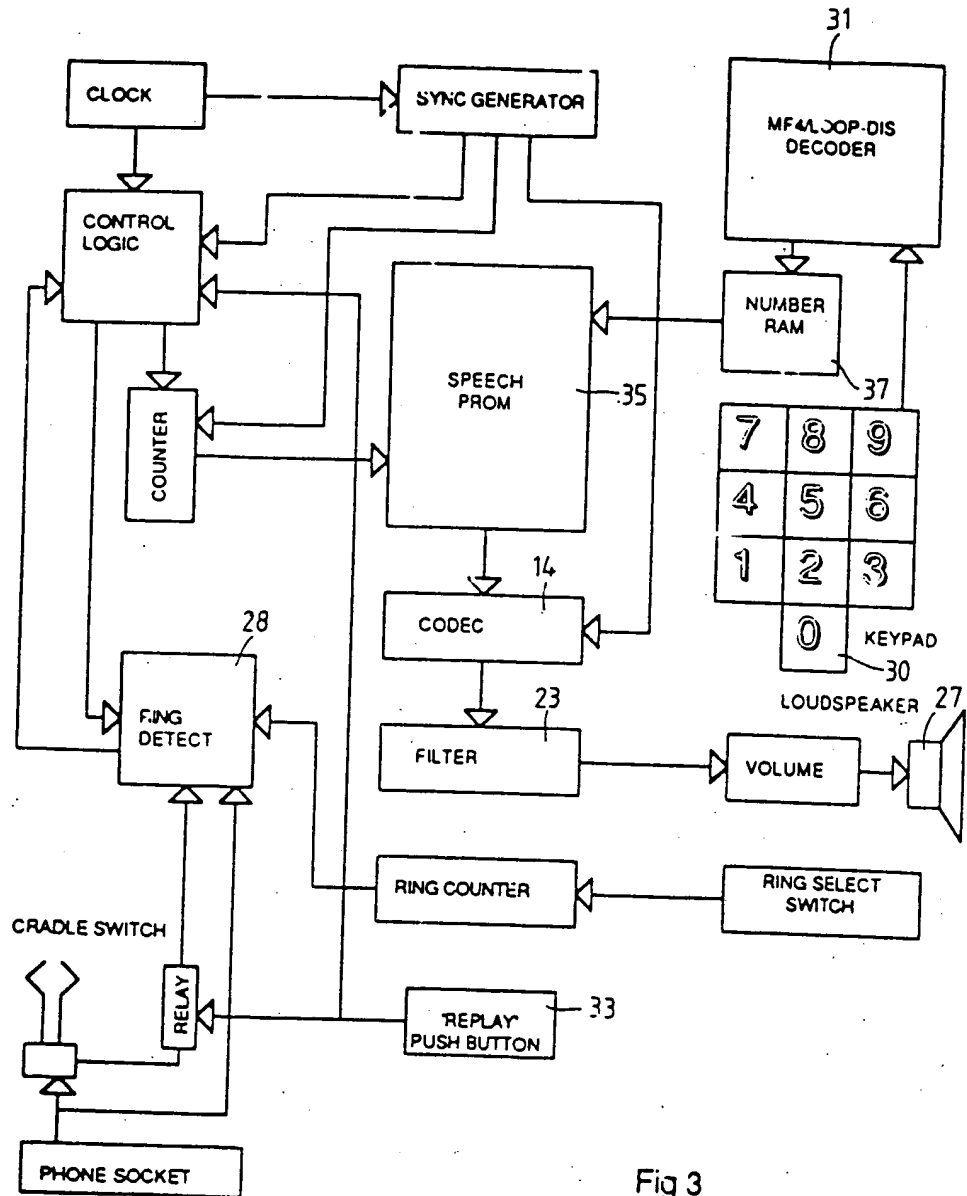 31
CLOCK
SYNC GENERATOR
MF4/LOOP-DIS
DECODER
CONTROL
LOGIC
NUMBER
RAM
37
SPEECH
PROM
35
COUNTER
7 8 9
4 5 6
1 2 3
0
KEYPAD
30
14
CODEC
28
RING
DETECT
23
FILTER
LOUDSPEAKER
27
VOLUME
RING COUNTER
RING SELECT
SWITCH
CRADLE SWITCH
RELAY
'REPLAY'
PUSH BUTTON
33
PHONE SOCKET
Fig 3